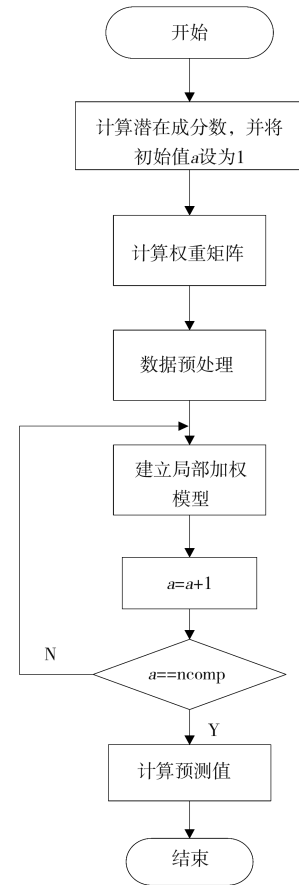 开始
计算潜在成分数，并将
初始值a设为1
计算权重矩阵
数据预处理
建立局部加权
模型
a=a+1
N
a==ncomp
Y
计算预测值
结束